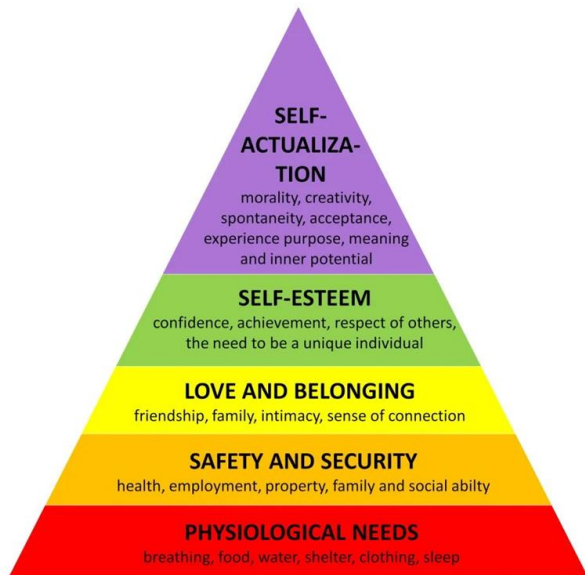 SELF-
ACTUALIZA-
TION
morality, creativity,
spontaneity, acceptance,
experience purpose, meaning
and inner potential
SELF-ESTEEM
confidence, achievement, respect of others,
the need to be a unique individual
LOVE AND BELONGING
friendship, family, intimacy, sense of connection
SAFETY AND SECURITY
health, employment, property, family and social abilty
PHYSIOLOGICAL NEEDS
breathing, food, water, shelter, clothing, sleep